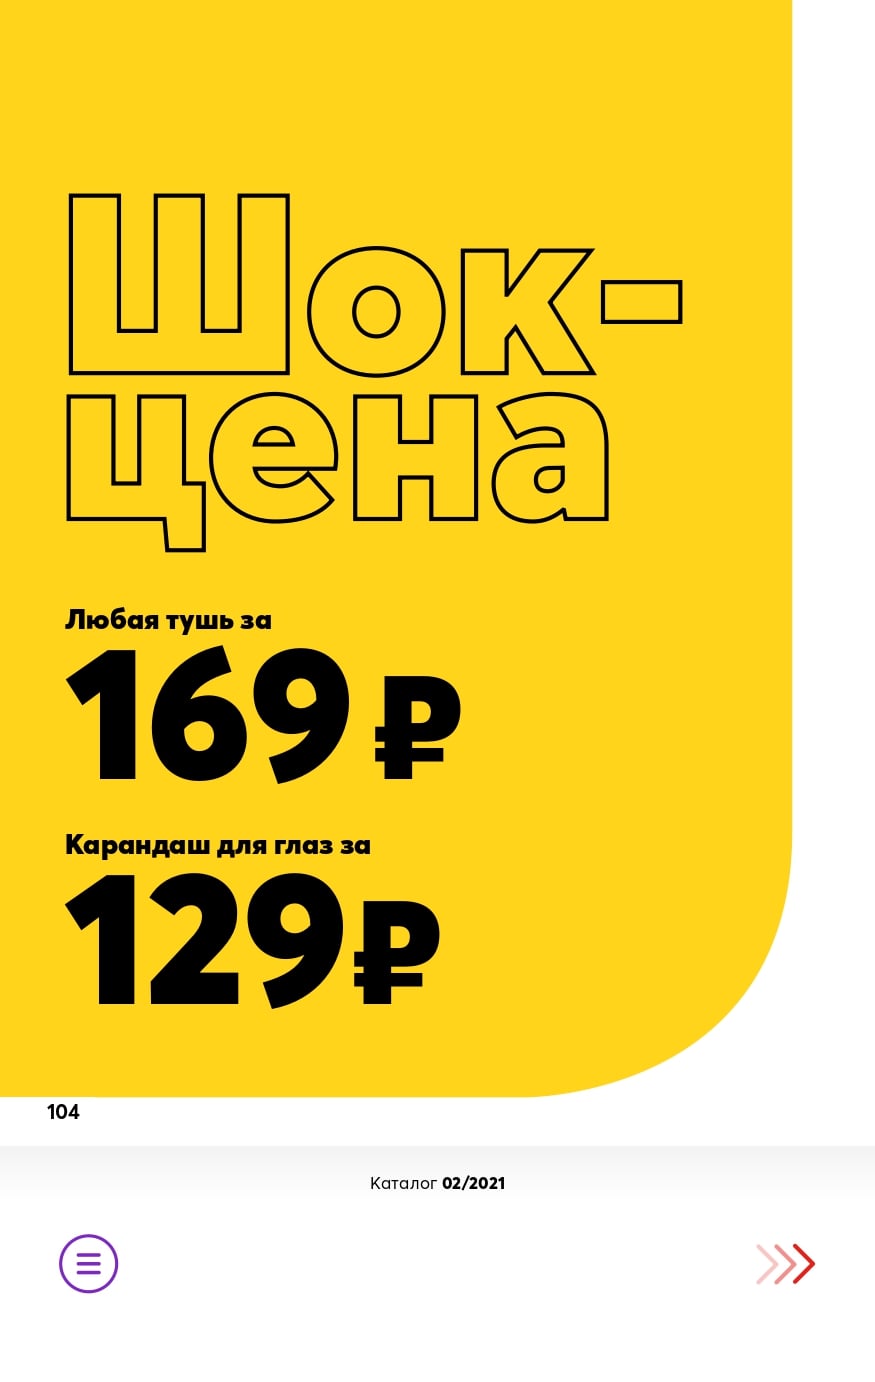 Шок-
цена
Любая тушь за
169 ₽
Карандаш для глаз за
129₽
104
Каталог 02/2021